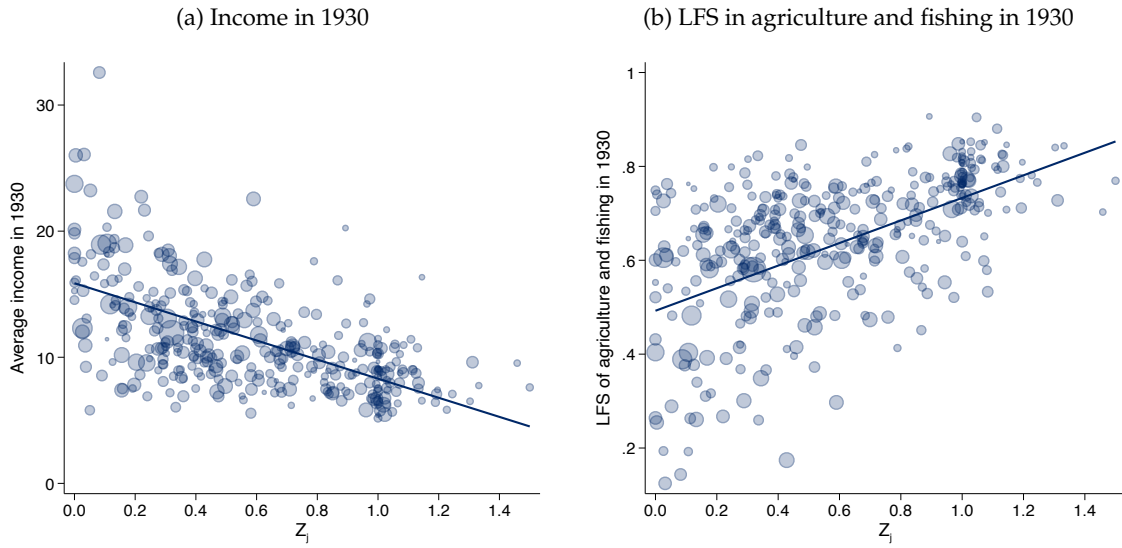 (a) Income in 1930
(b) LFS in agriculture and fishing in 1930
Average income in 1930
30
20
10
0
0.0 0.2 0.4 0.6 0.8 1.0 1.2 1.4
Zj
LFS of agriculture and fishing in 1930
1
.8
.6
.4
.2
0.0 0.2 0.4 0.6 0.8 1.0 1.2 1.4
Zj